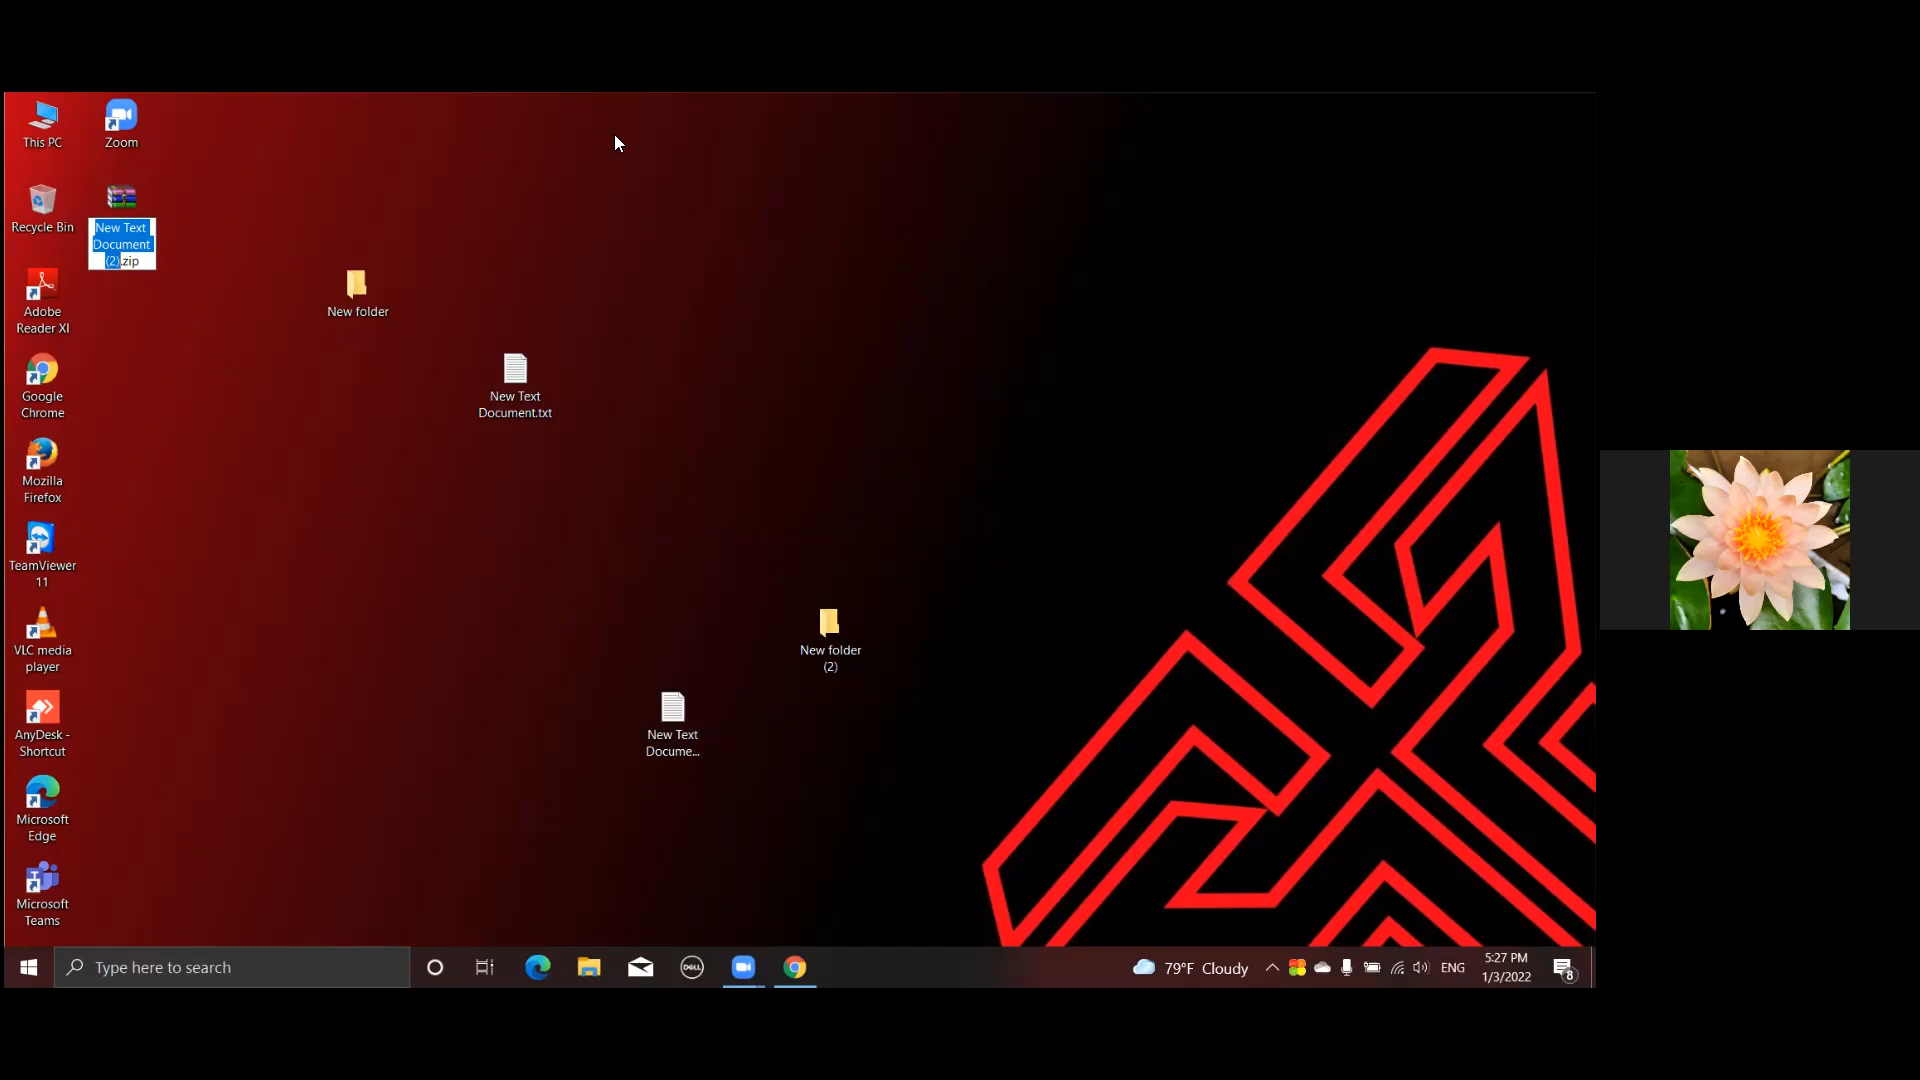 This PC
Zoom
Recycle Bin
New Text
Document
(2).zip
Adobe
Reader XI
New folder
Google
Chrome
New Text
Document.txt
Mozilla
Firefox
TeamViewer
11
VLC media
player
New folder
(2)
AnyDesk -
Shortcut
New Text
Docume...
Microsoft
Edge
Microsoft
Teams
Type here to search
DELL
79°F Cloudy
ENG
5:27 PM
1/3/2022
8